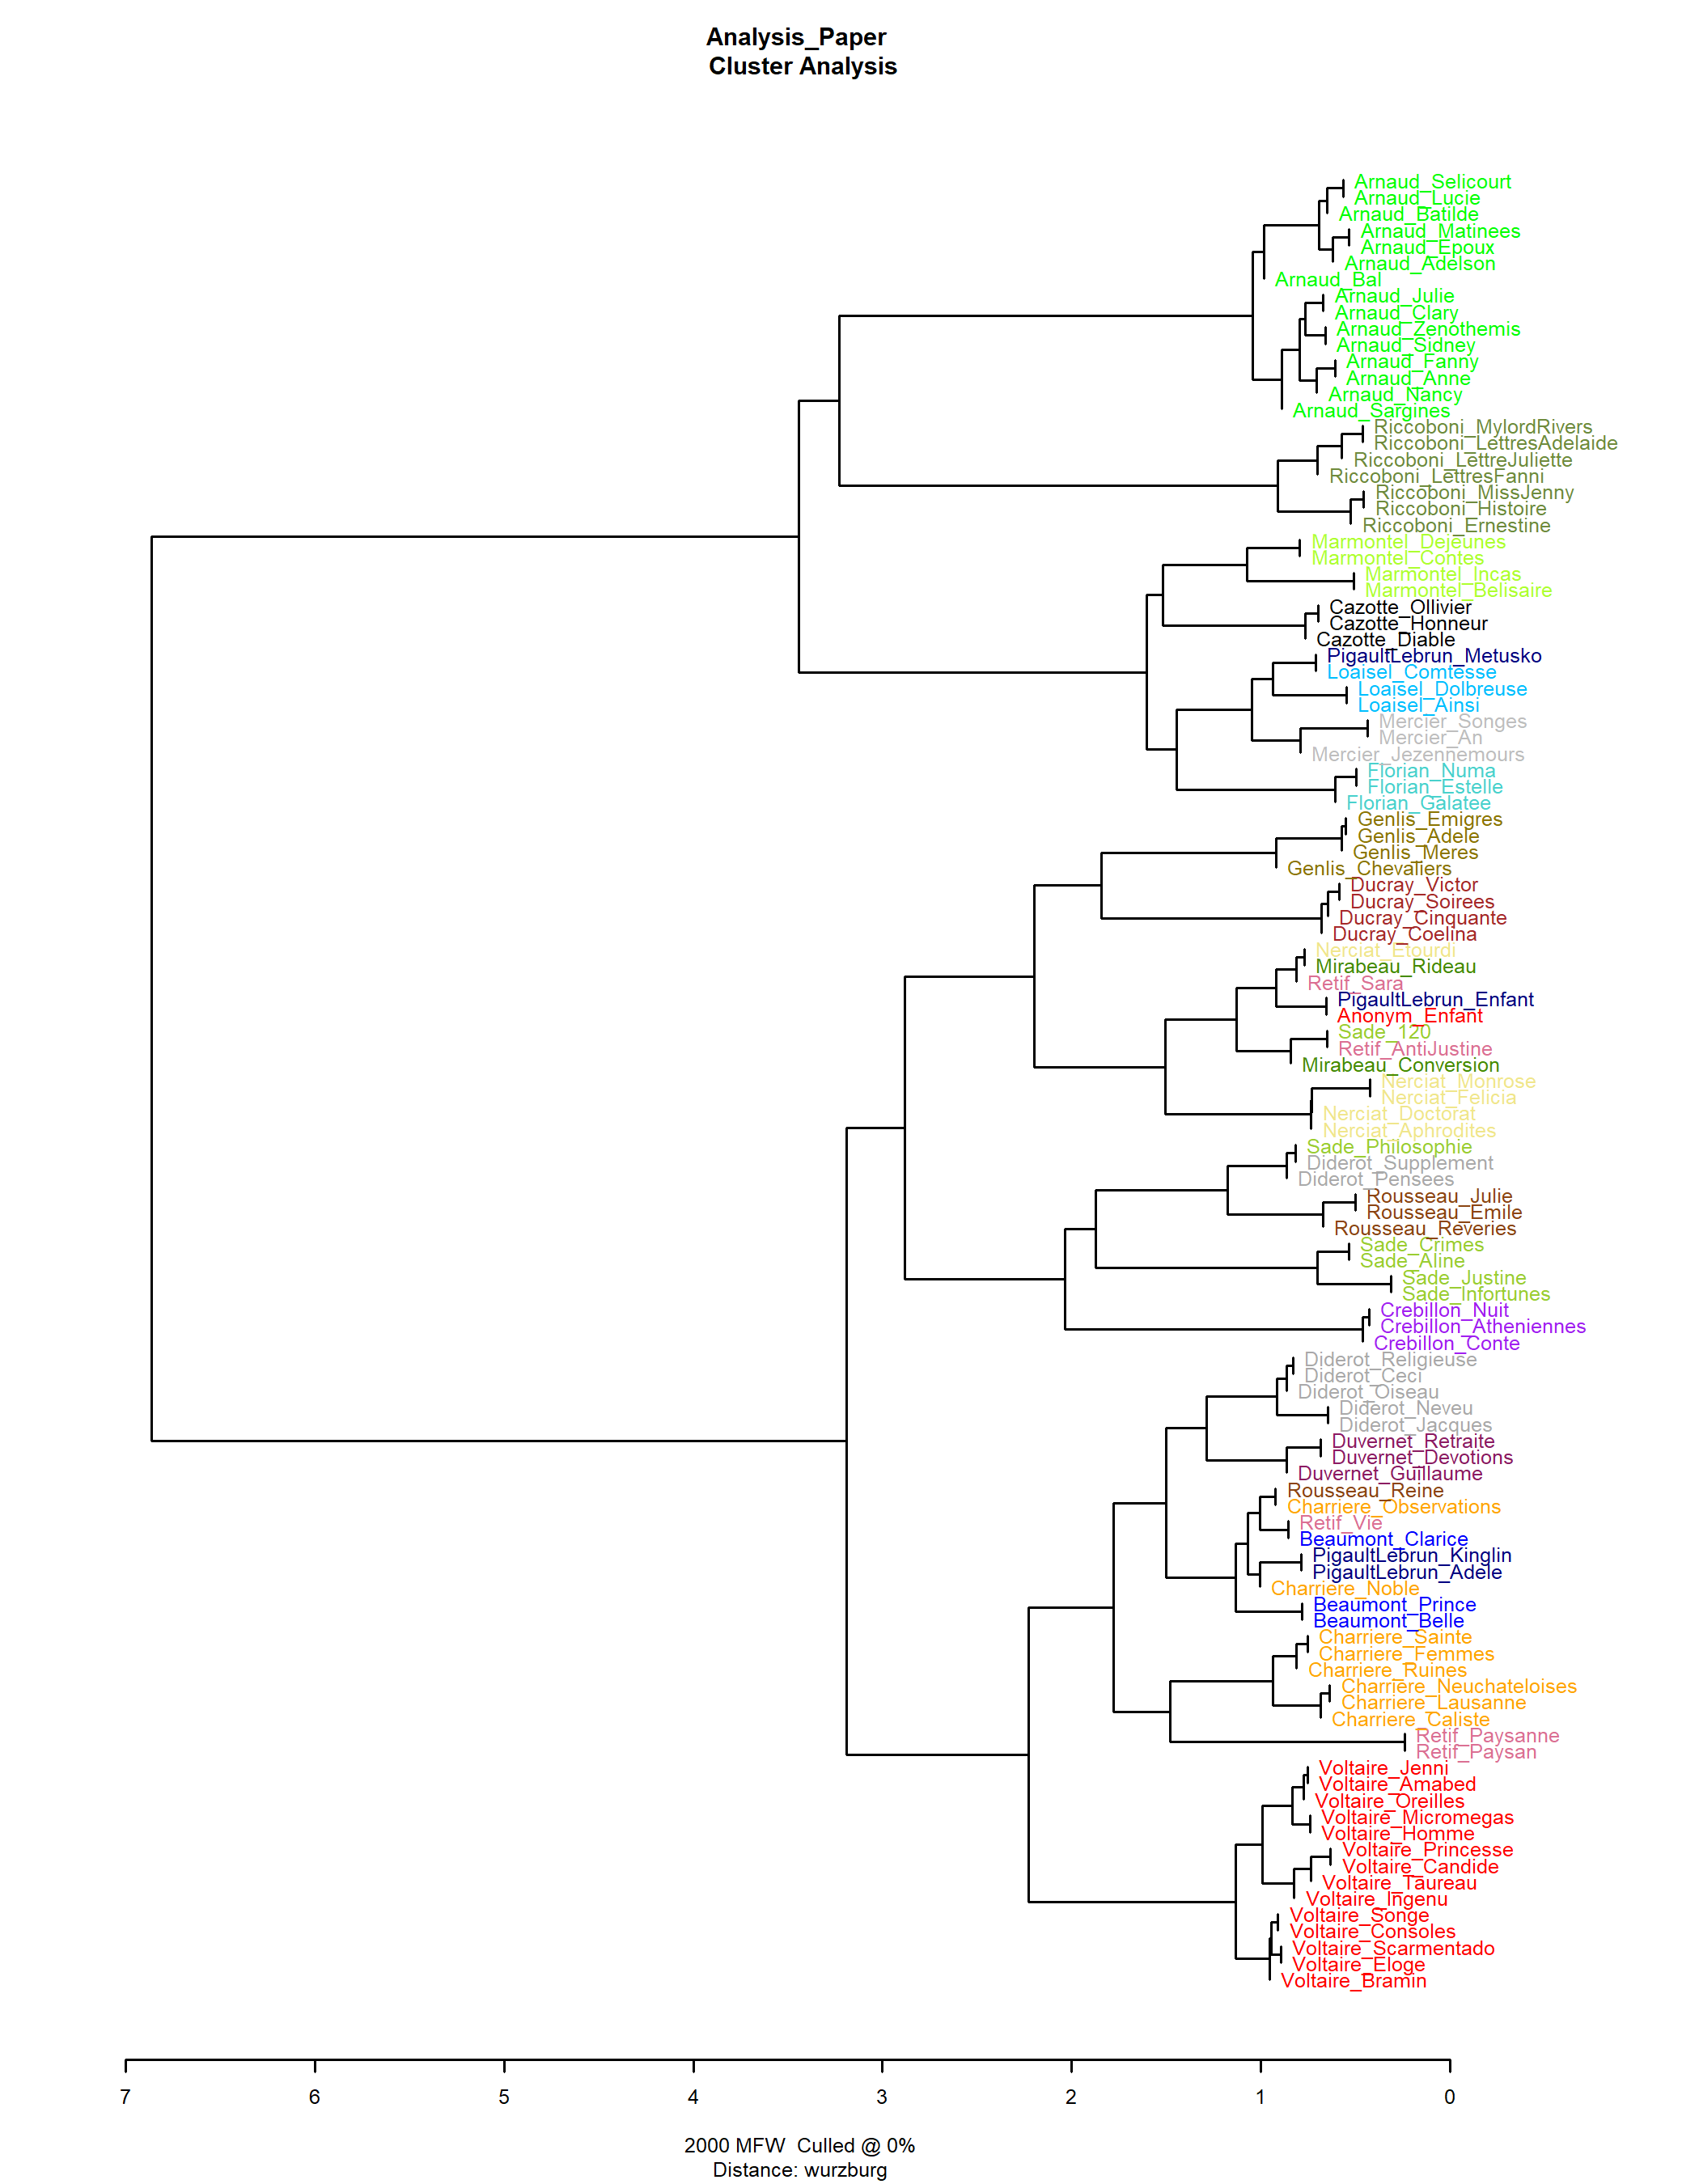 Analysis_Paper
Cluster Analysis
Arnaud_Selicourt
Arnaud_Lucie
Arnaud_Batilde
Arnaud_Matinees
Arnaud_Epoux
Arnaud_Adelson
Arnaud_Bal
Arnaud_Julie
Arnaud_Clary
Arnaud_Zenothemis
Arnaud_Sidney
Arnaud_Fanny
Arnaud_Anne
Arnaud_Nancy
Arnaud_Sargines
Riccoboni_MylordRivers
Riccoboni_LettresAdelaide
Riccoboni_LettreJuliette
Riccoboni_LettresFanni
Riccoboni_MissJenny
Riccoboni_Histoire
Riccoboni_Ernestine
Marmontel_Dejeunes
Marmontel_Contes
Marmontel_Incas
Marmontel_Belisaire
Cazotte_Ollivier
Cazotte_Honneur
Cazotte_Diable
PigaultLebrun_Metusko
Loaisel_Comtesse
Loaisel_Dolbreuse
Loaisel_Ainsi
Mercier_Songes
Mercier_An
Mercier_Jezennemours
Florian_Numa
Florian_Estelle
Florian_Galatee
Genlis_Emigres
Genlis_Adele
Genlis_Meres
Genlis_Chevaliers
Ducray_Victor
Ducray_Soirees
Ducray_Cinquante
Ducray_Coelina
Nerciat_Etourdi
Mirabeau_Rideau
Retif_Sara
PigaultLebrun_Enfant
Anonym_Enfant
Sade_120
Retif_AntiJustine
Mirabeau_Conversion
Nerciat_Monrose
Nerciat_Felicia
Nerciat_Doctorat
Nerciat_Aphrodites
Sade_Philosophie
Diderot_Supplement
Diderot_Pensees
Rousseau_Julie
Rousseau_Emile
Rousseau_Reveries
Sade_Crimes
Sade_Aline
Sade_Justine
Sade_Infortunes
Crebillon_Nuit
Crebillon_Atheniennes
Crebillon_Conte
Diderot_Religieuse
Diderot_Ceci
Diderot_Oiseau
Diderot_Neveu
Diderot_Jacques
Duvernet_Retraite
Duvernet_Devotions
Duvernet_Guillaume
Rousseau_Reine
Charriere_Observations
Retif_Vie
Beaumont_Clarice
PigaultLebrun_Kinglin
PigaultLebrun_Adele
Charriere_Noble
Beaumont_Prince
Beaumont_Belle
Charriere_Sainte
Charriere_Femmes
Charriere_Ruines
Charriere_Neuchateloises
Charriere_Lausanne
Charriere_Caliste
Retif_Paysanne
Retif_Paysan
Voltaire_Jenni
Voltaire_Amabed
Voltaire_Oreilles
Voltaire_Micromegas
Voltaire_Homme
Voltaire_Princesse
Voltaire_Candide
Voltaire_Taureau
Voltaire_Ingenu
Voltaire_Songe
Voltaire_Consoles
Voltaire_Scarmentado
Voltaire_Eloge
Voltaire_Bramin
7 6 5 4 3 2 1 0
2000 MFW  Culled @ 0%
Distance: wurzburg